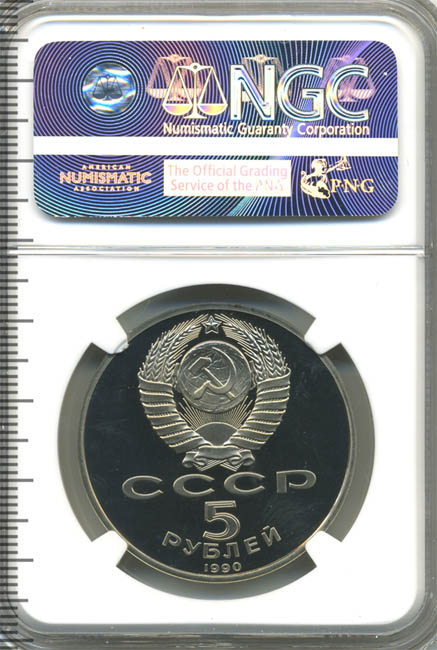 NGC
Numismatic Guaranty Corporation
AMERICAN
NUMISMATIC
ASSOCIATION
The Official Grading
Service of the ANA
PNG
СССР
5
РУБЛЕЙ
1990